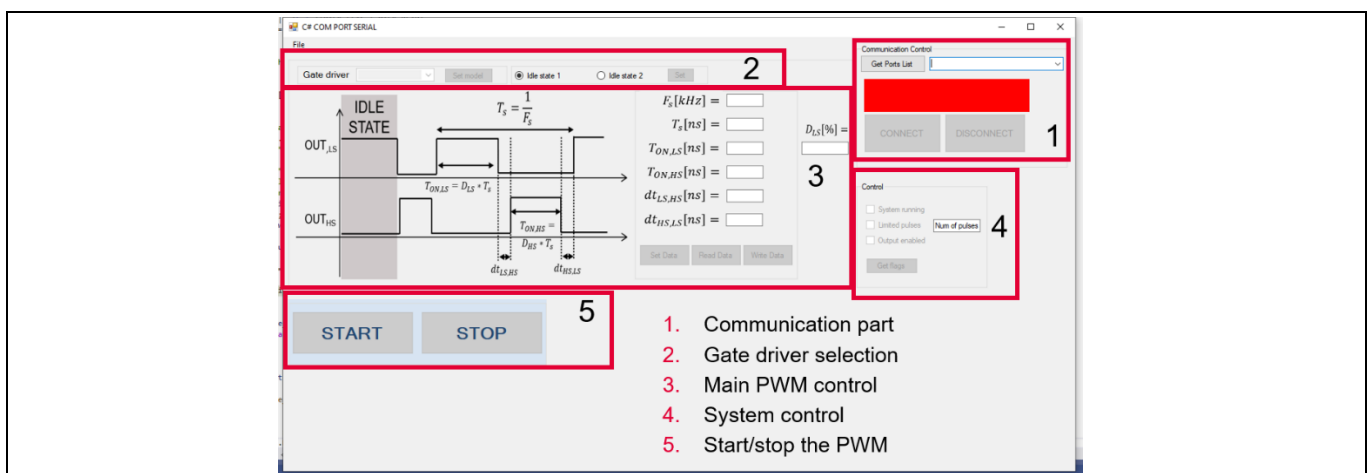 C# COM PORT SERIAL
File
Gate driver
Set model
Idle state 1
Idle state 2
Set
2
Communication Control
Get Ports List
CONNECT
DISCONNECT
1
IDLE
STATE
OUT,LS
OUTHS
Ts = 1/Fs
TON,LS = DLS * Ts
TON,HS =
DHS * Ts
dtLS,HS
dtHS,LS
Fs[kHz] =
Ts[ns] =
TON,LS[ns] =
TON,HS[ns] =
dtLS,HS[ns] =
dtHS,LS[ns] =
DLS[%] =
3
Set Data
Read Data
Write Data
Control
System running
Limited pulses
Num of pulses
Output enabled
Get flags
4
START
STOP
5
1. Communication part
2. Gate driver selection
3. Main PWM control
4. System control
5. Start/stop the PWM